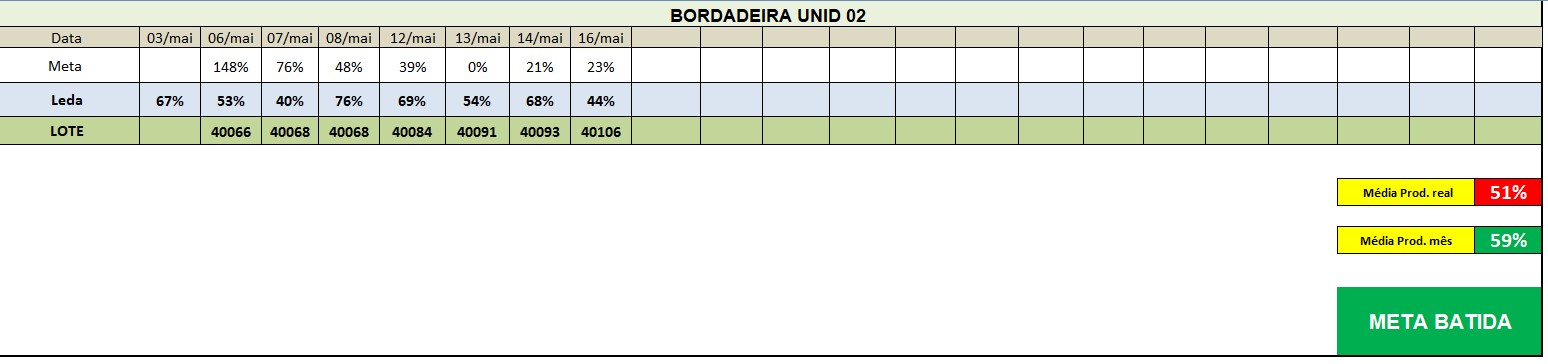 BORDADEIRA UNID 02
Data 03/mai 06/mai 07/mai 08/mai 12/mai 13/mai 14/mai 16/mai
Meta 148% 76% 48% 39% 0% 21% 23%
Leda 67% 53% 40% 76% 69% 54% 68% 44%
LOTE 40066 40068 40068 40084 40091 40093 40106
Média Prod. real 51%
Média Prod. mês 59%
META BATIDA